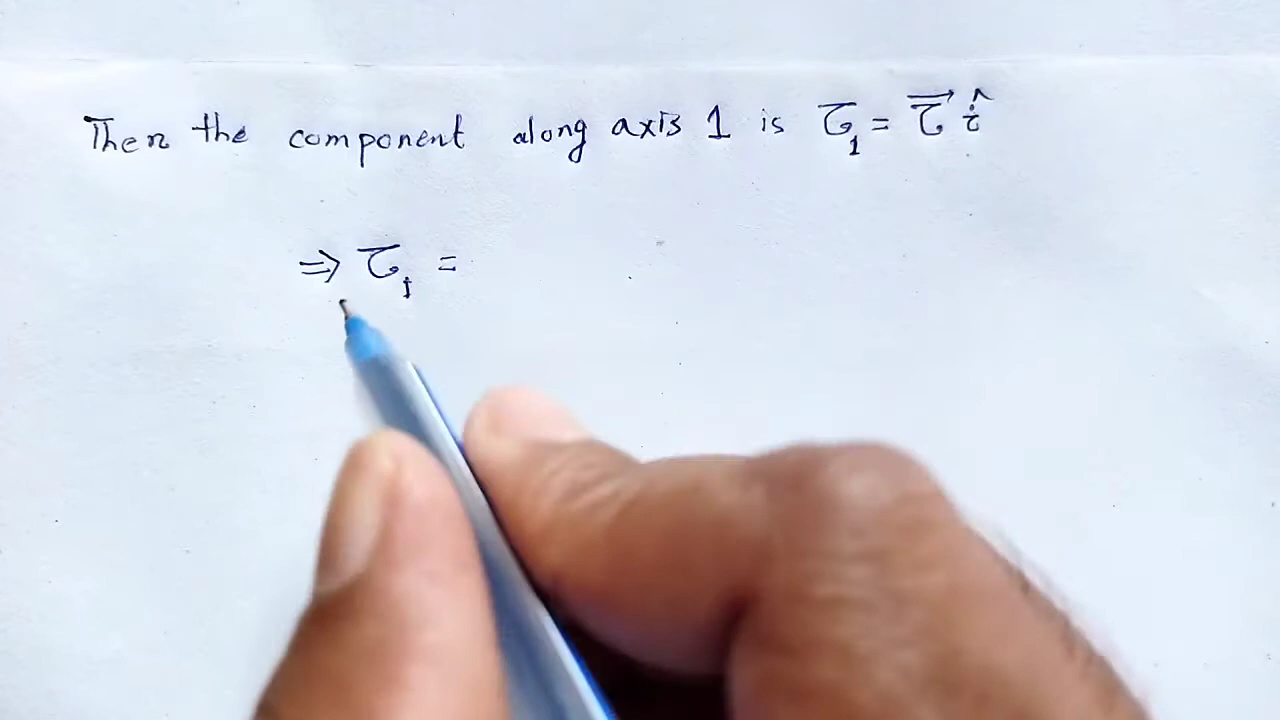 Then the component along axis 1 is τ₁ = τ⃗ î
⇒ τ₁ =